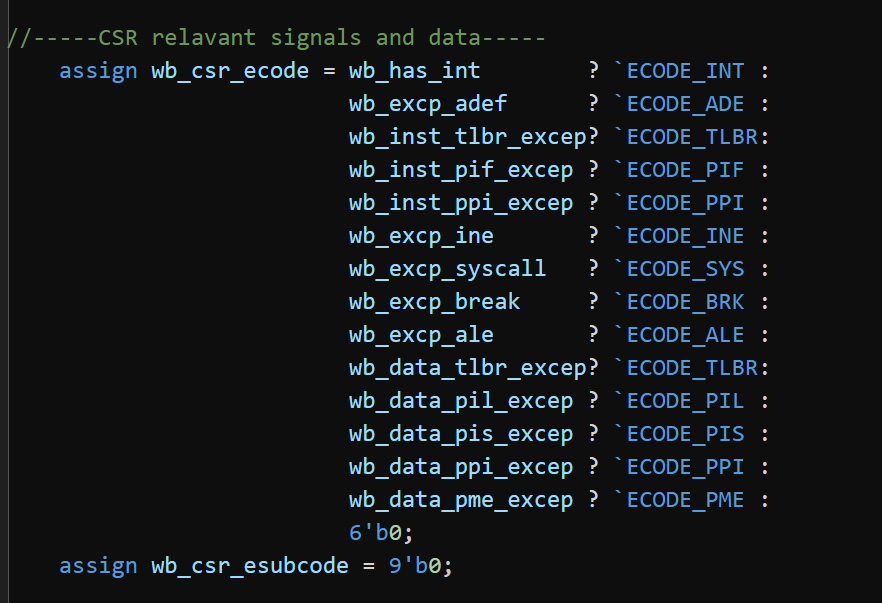 //-----CSR relavant signals and data-----
assign wb_csr_ecode = wb_has_int ? `ECODE_INT :
wb_excp_adef ? `ECODE_ADE :
wb_inst_tlbr_excep? `ECODE_TLBR:
wb_inst_pif_excep ? `ECODE_PIF :
wb_inst_ppi_excep ? `ECODE_PPI :
wb_excp_ine ? `ECODE_INE :
wb_excp_syscall ? `ECODE_SYS :
wb_excp_break ? `ECODE_BRK :
wb_excp_ale ? `ECODE_ALE :
wb_data_tlbr_excep? `ECODE_TLBR:
wb_data_pil_excep ? `ECODE_PIL :
wb_data_pis_excep ? `ECODE_PIS :
wb_data_ppi_excep ? `ECODE_PPI :
wb_data_pme_excep ? `ECODE_PME :
6'b0;
assign wb_csr_esubcode = 9'b0;